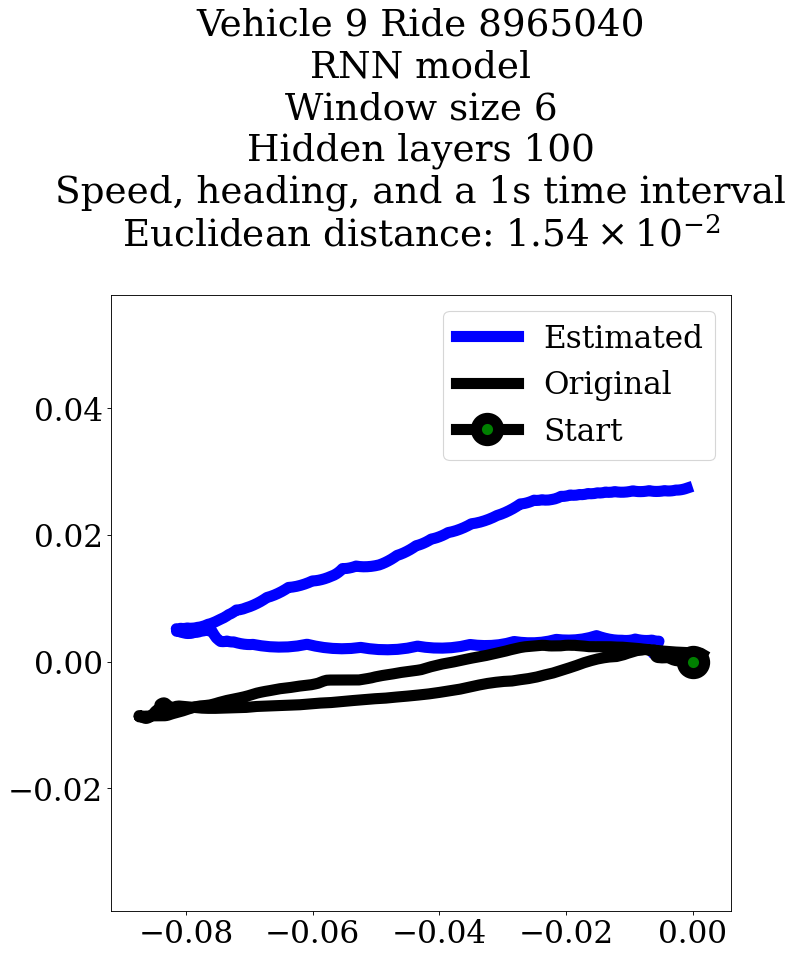 Vehicle 9 Ride 8965040
RNN model
Window size 6
Hidden layers 100
Speed, heading, and a 1s time interval
Euclidean distance: 1.54 × 10⁻²
Estimated
Original
Start
0.04
0.02
0.00
−0.02
−0.08
−0.06
−0.04
−0.02
0.00